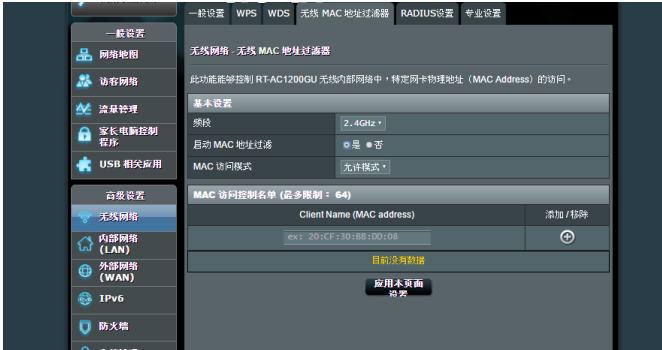 一般设置 WPS WDS 无线 MAC 地址过滤器 RADIUS设置 专业设置
一般设置
网络地图
访客网络
流量管理
家长电脑控制
程序
USB 相关应用
高级设置
无线网络
内部网络
(LAN)
外部网络
(WAN)
IPv6
防火墙
无线网络 - 无线 MAC 地址过滤器
此功能能够控制 RT-AC1200GU 无线内部网络中，特定网卡物理地址（MAC Address）的访问。
基本设置
频段 2.4GHz
启动 MAC 地址过滤 是 否
MAC 访问模式 允许模式
MAC 访问控制名单 (最多限制： 64)
Client Name (MAC address) 添加 / 移除
ex: 20:CF:30:BB:DD:08
目前没有数据
应用本页面
设置